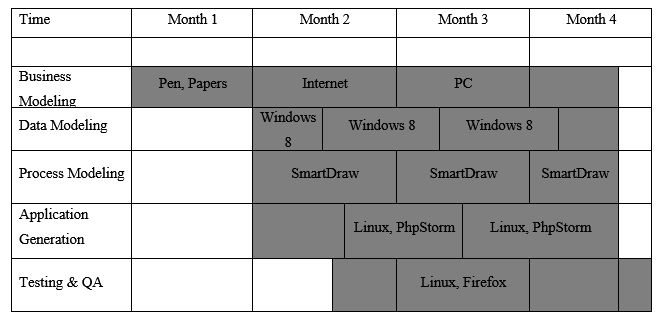 Time Month 1 Month 2 Month 3 Month 4
Business
Modeling
Pen, Papers Internet PC
Data Modeling
Windows
8
Windows 8 Windows 8
Process Modeling SmartDraw SmartDraw SmartDraw
Application
Generation
Linux, PhpStorm Linux, PhpStorm
Testing & QA Linux, Firefox